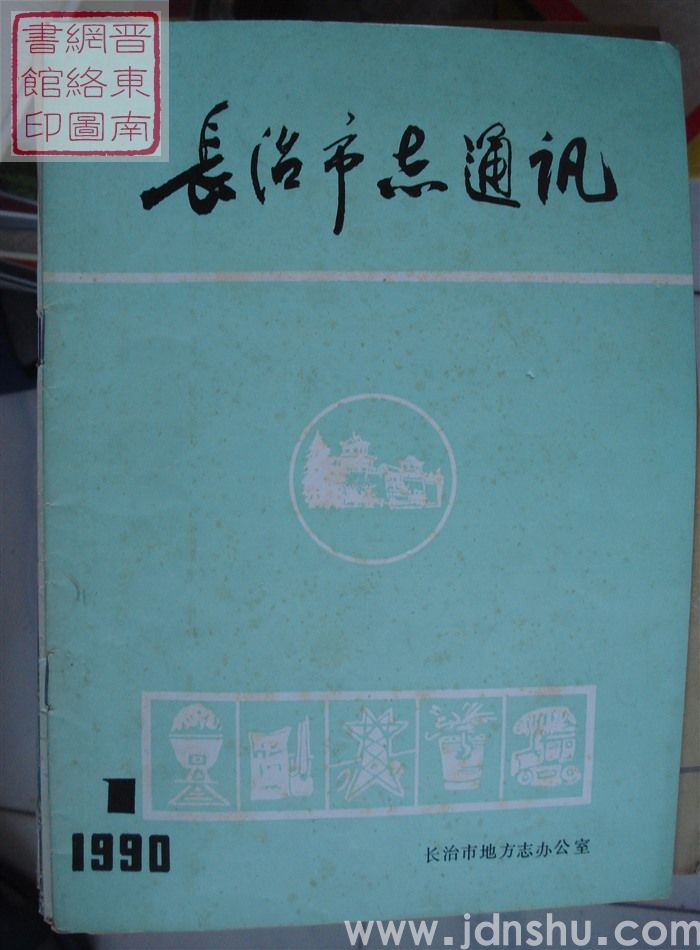 晋東南
網絡圖
書館印
長治市志通讯
1
1990
长治市地方志办公室
www.jdnshu.com